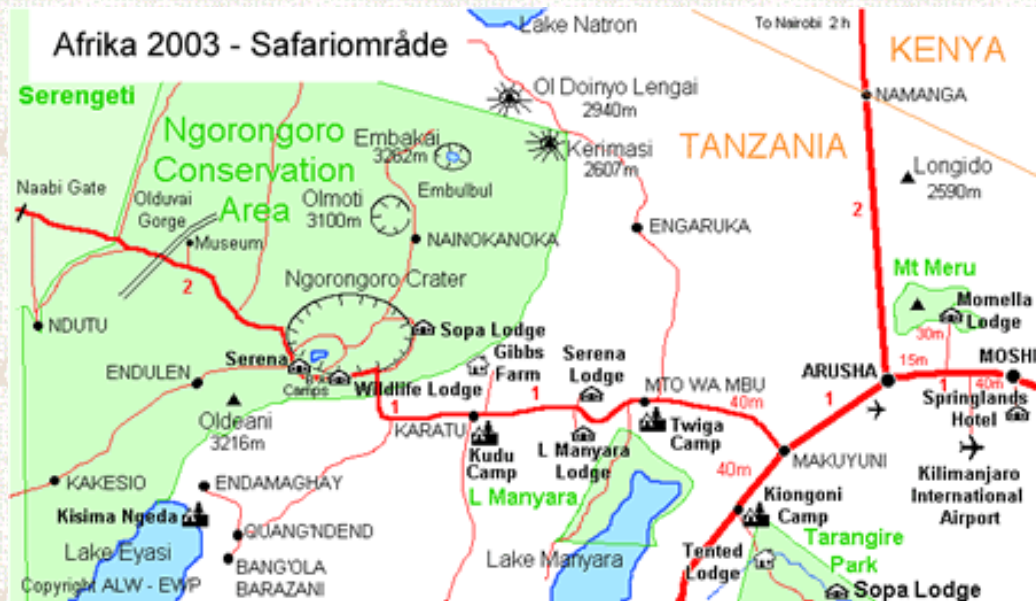 Afrika 2003 - Safariområde
Lake Natron
To Nairobi 2 h
KENYA
Serengeti
Ol Doinyo Lengai
2940m
NAMANGA
Ngorongoro
Conservation
Area
Embakai
3262m
Kerimasi
2607m
TANZANIA
Longido
2590m
Naabi Gate
Olduvai
Gorge
Olmoti
3100m
Embulbul
2
Museum
NAINOKANOKA
ENGARUKA
2
Ngorongoro Crater
Mt Meru
Momella
Lodge
30m
NDUTU
Sopa Lodge
Serena
Camps
Wildlife Lodge
Gibbs
Farm
Serena
Lodge
ENDULEN
MTO WA MBU
40m
ARUSHA
15m
MOSHI
1
40m
Springlands
Hotel
Oldeani
3216m
1
KARATU
1
1
Kudu
Camp
L Manyara
Lodge
Twiga
Camp
MAKUYUNI
40m
KAKESIO
ENDAMAGHAY
L Manyara
Kiongoni
Camp
Kilimanjaro
International
Airport
Kisima Ngeda
QUANG'NDEND
Lake Eyasi
BANG'OLA
BARAZANI
Lake Manyara
Tented
Lodge
Tarangire
Park
Sopa Lodge
Copyright ALW - EWP